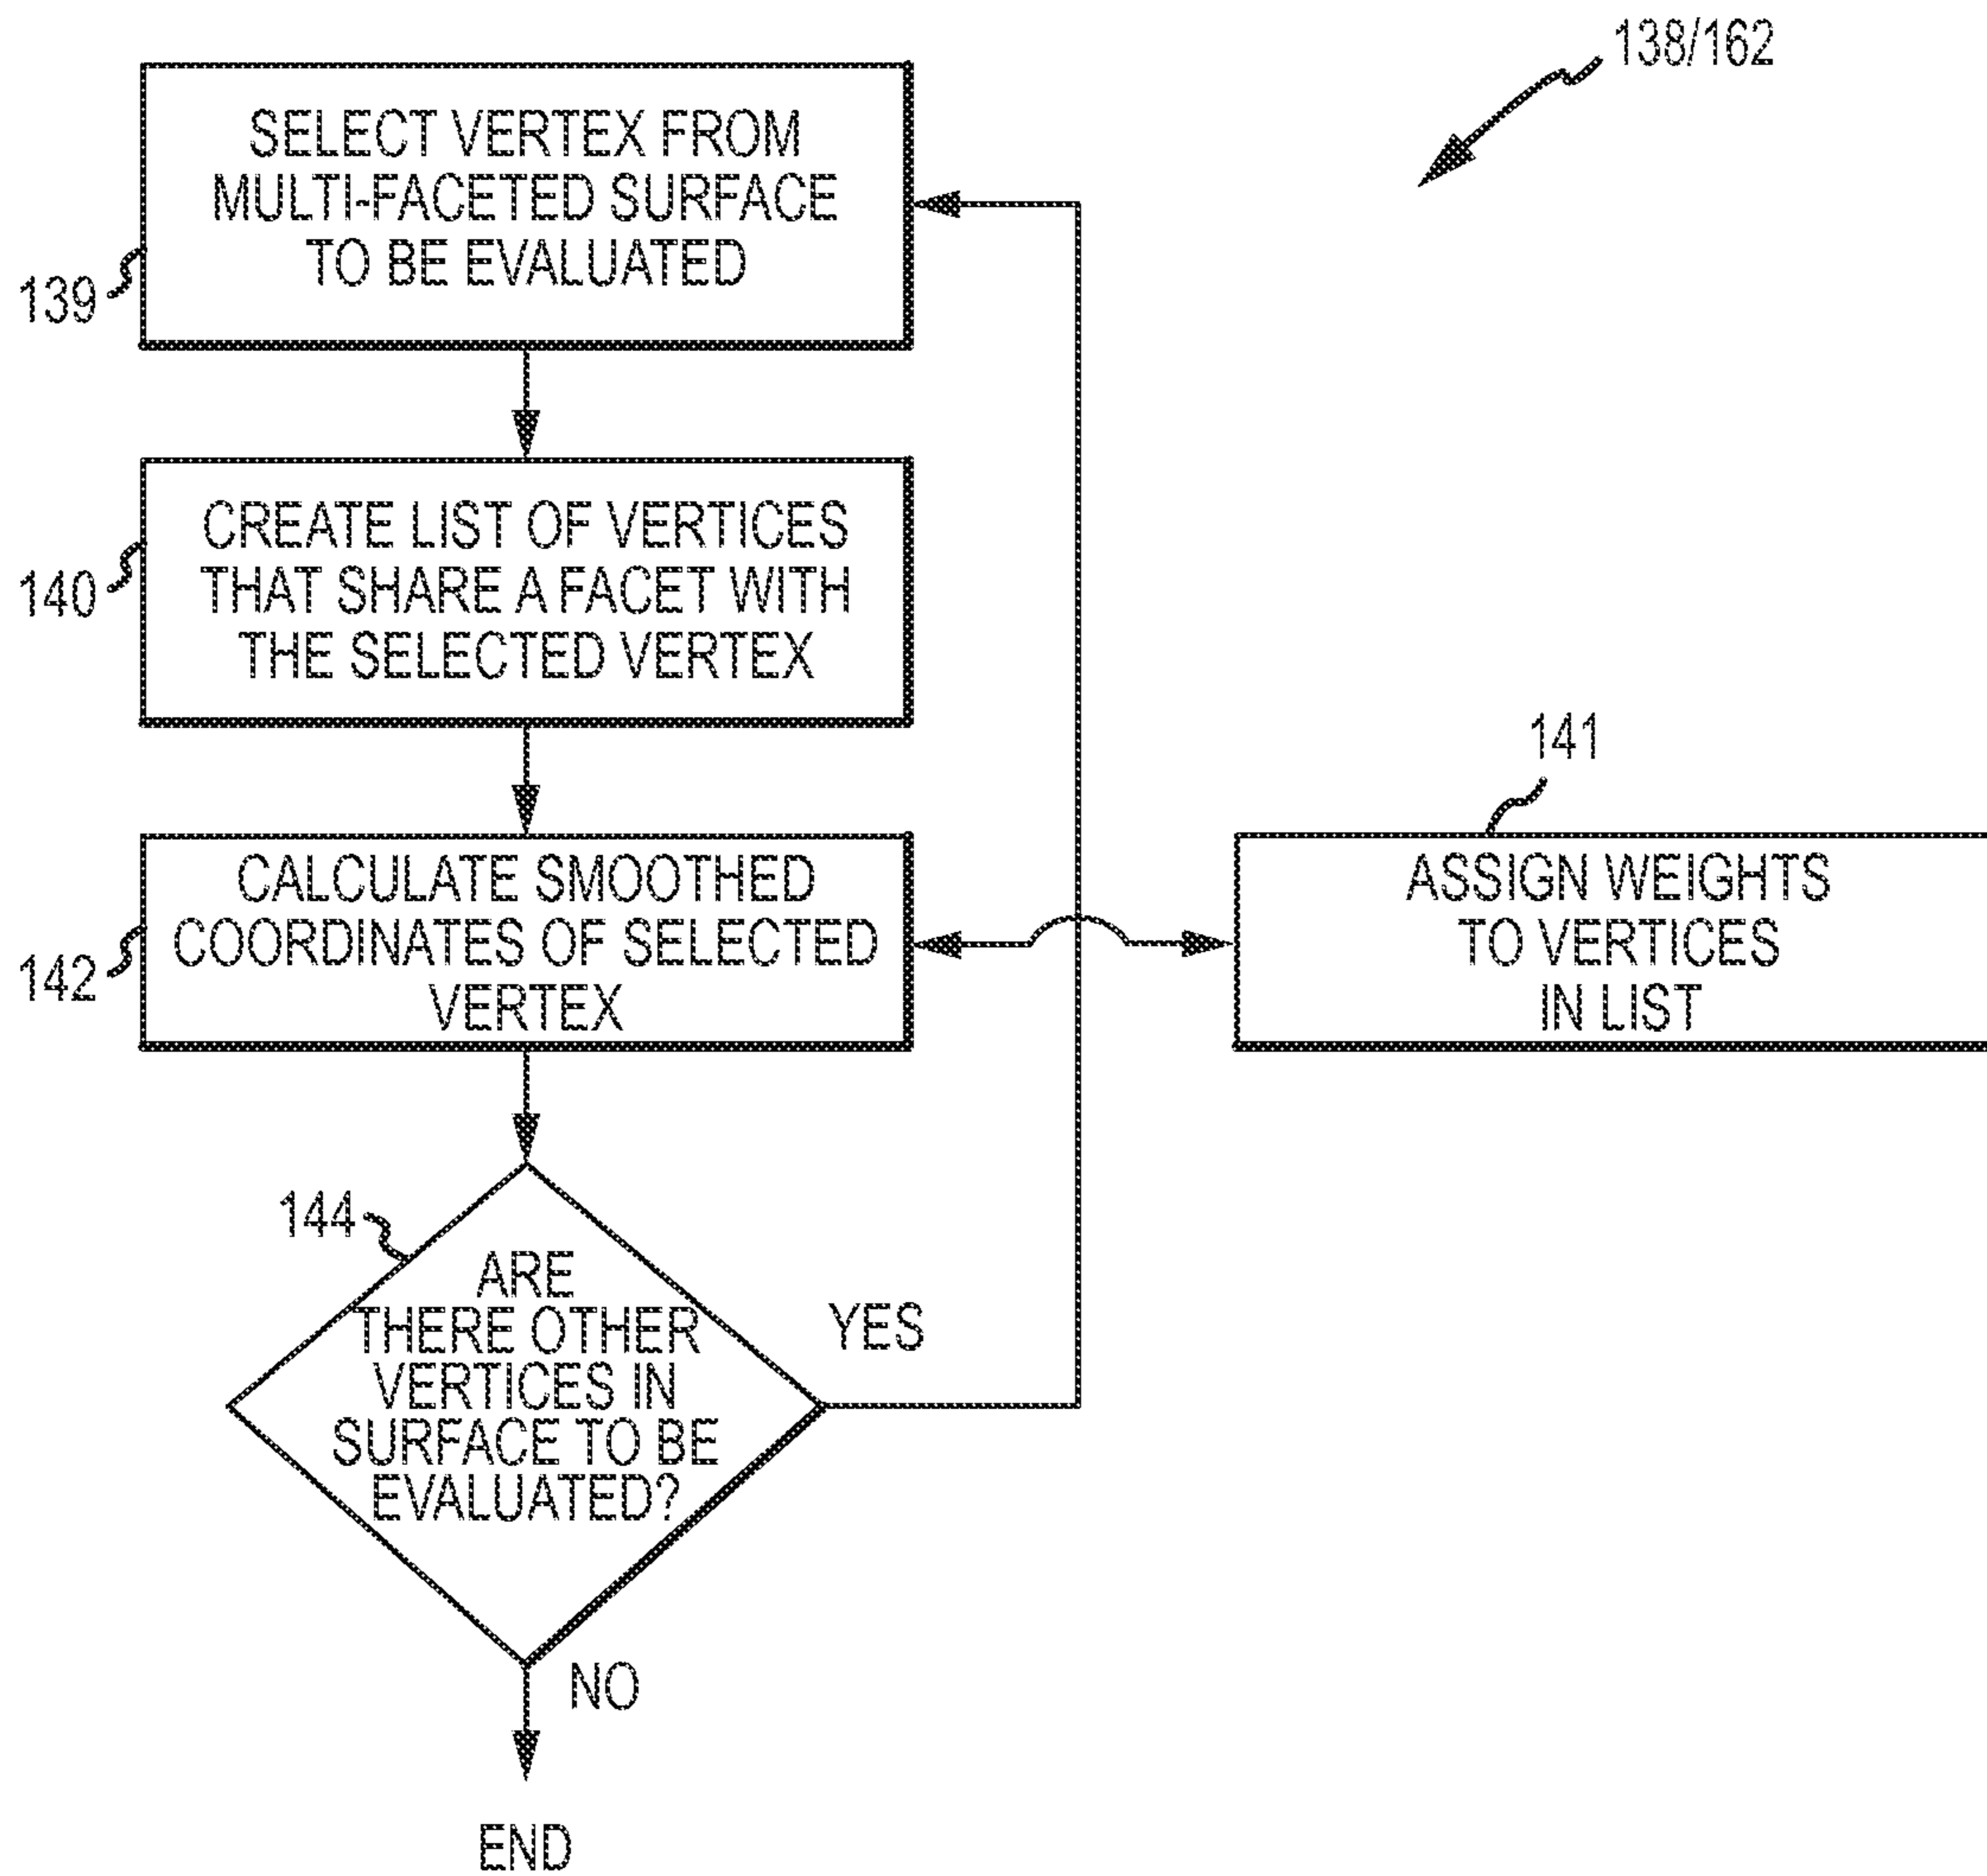 138/162
SELECT VERTEX FROM
MULTI-FACETED SURFACE
TO BE EVALUATED
139
CREATE LIST OF VERTICES
THAT SHARE A FACET WITH
THE SELECTED VERTEX
140
141
CALCULATE SMOOTHED
COORDINATES OF SELECTED
VERTEX
142
ASSIGN WEIGHTS
TO VERTICES
IN LIST
144
ARE
THERE OTHER
VERTICES IN
SURFACE TO BE
EVALUATED?
YES
NO
END